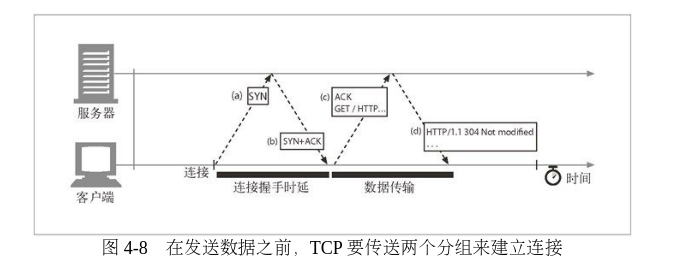 服务器
(a)
SYN
(b)
SYN+ACK
(c)
ACK
GET / HTTP...
(d)
HTTP/1.1 304 Not modified
...
连接
客户端
连接握手时延
数据传输
时间
图 4-8 在发送数据之前，TCP 要传送两个分组来建立连接